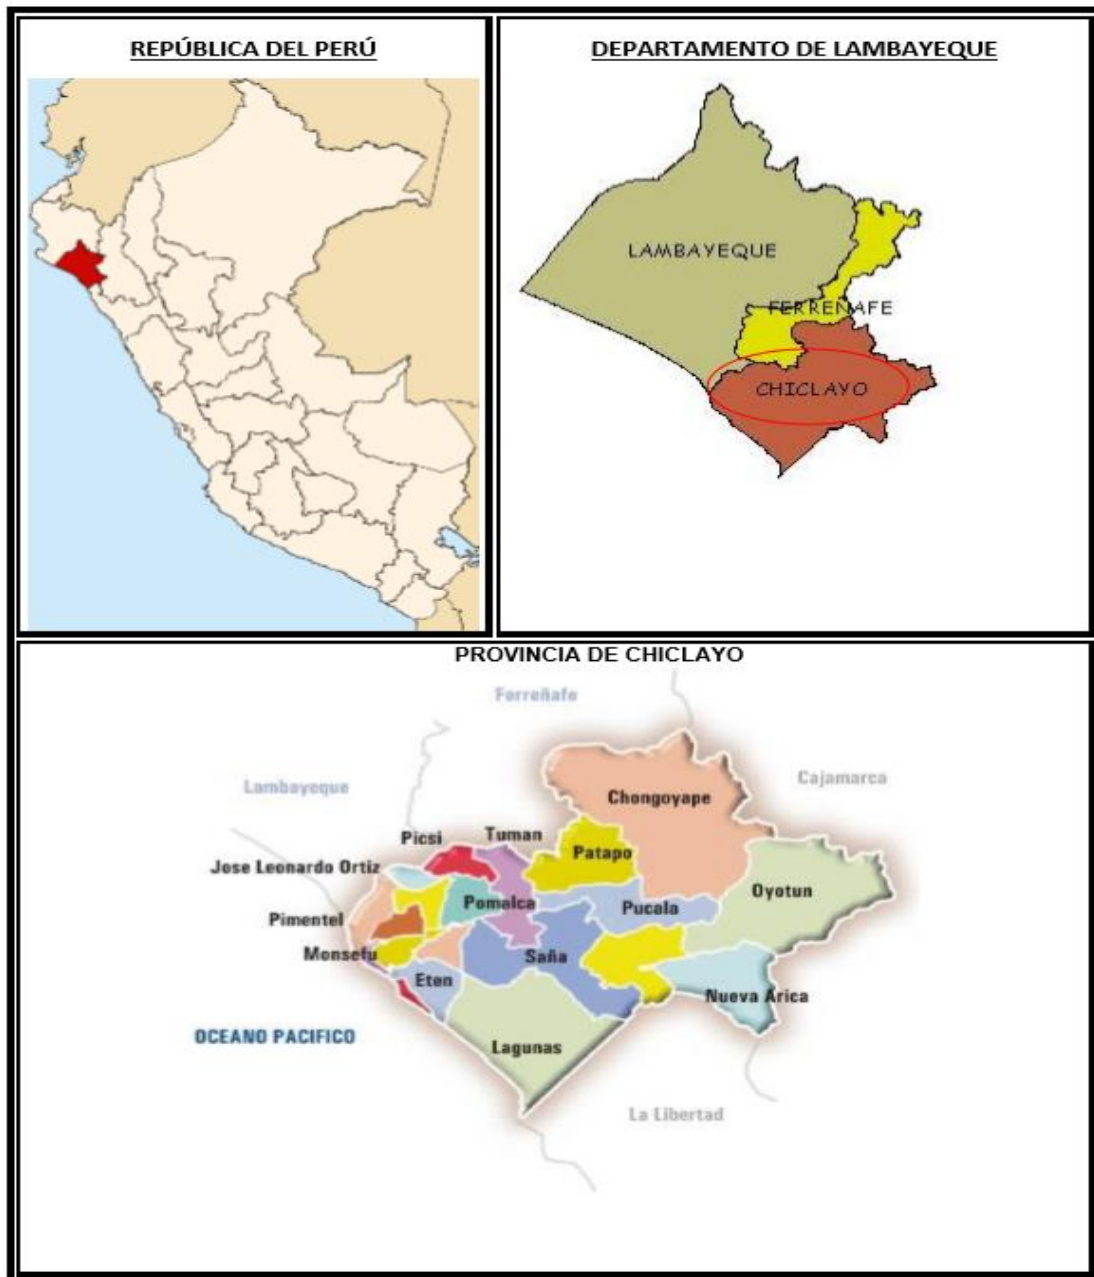 REPÚBLICA DEL PERÚ
DEPARTAMENTO DE LAMBAYEQUE
LAMBAYEQUE
FERREÑAFE
CHICLAYO
PROVINCIA DE CHICLAYO
Ferreñafe
Lambayeque
Cajamarca
Chongoyape
Picsi
Tuman
Patapo
Jose Leonardo Ortiz
Oyotun
Pomalca
Pucala
Pimentel
Monsefu
Saña
Eten
Nueva Arica
OCEANO PACIFICO
Lagunas
La Libertad